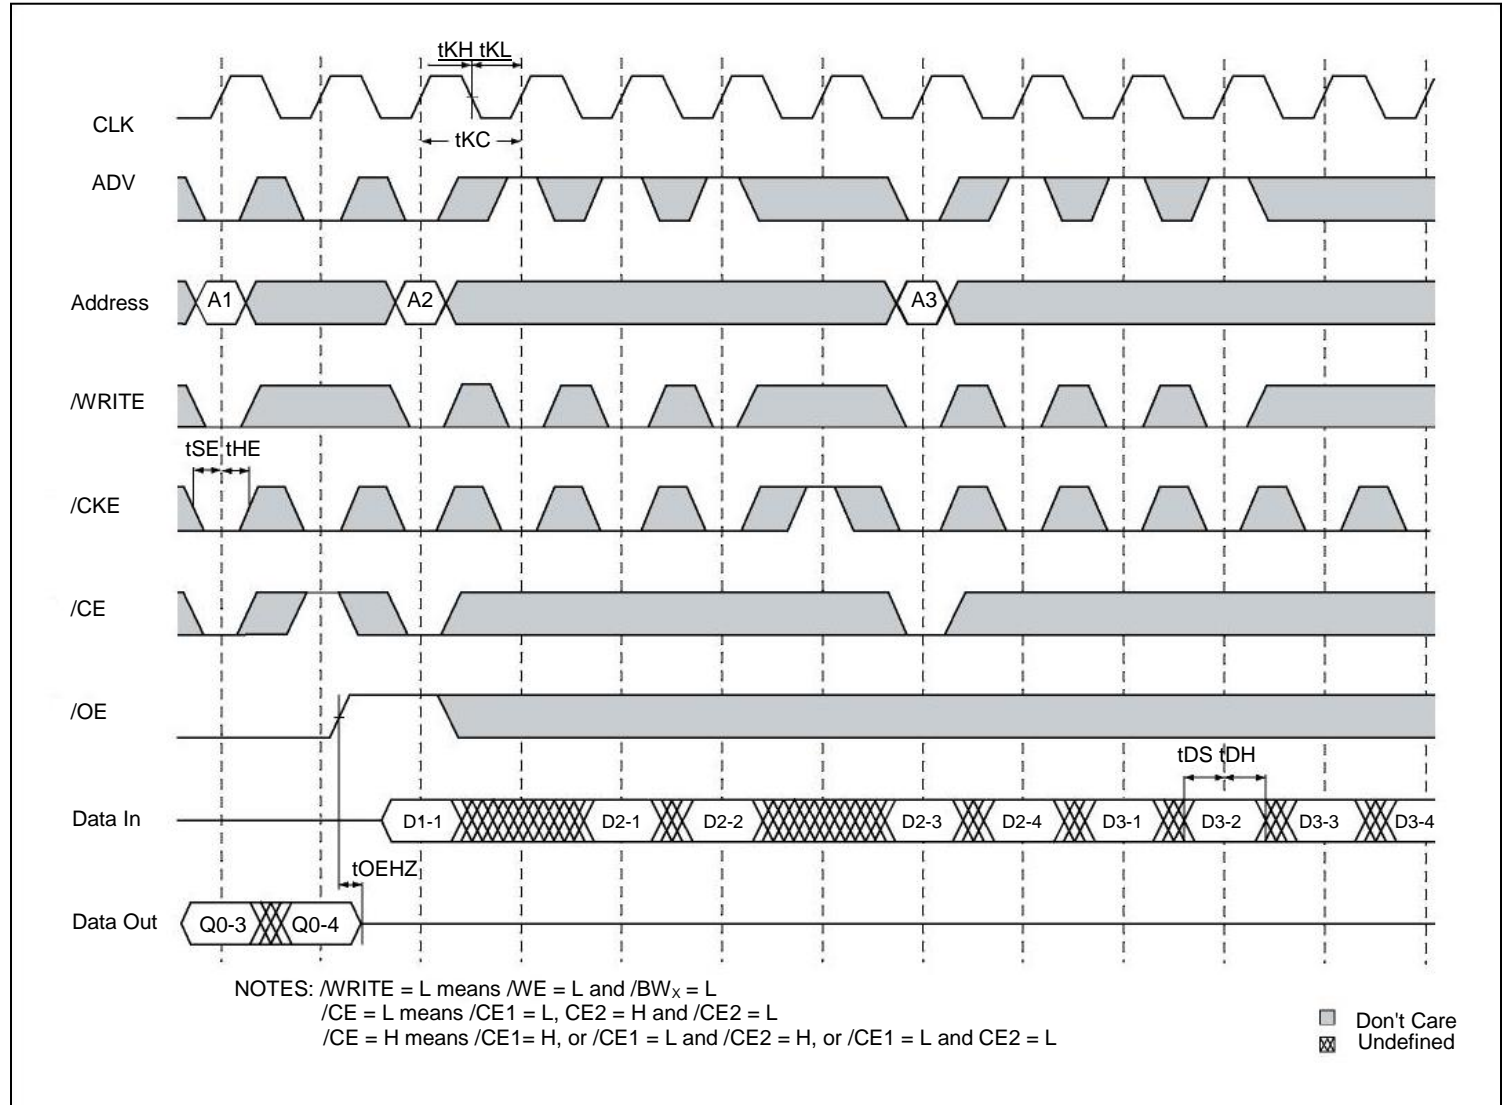 tKH tKL
CLK
tKC
ADV
Address
A1
A2
A3
/WRITE
tSE tHE
/CKE
/CE
/OE
tDS tDH
Data In
D1-1
D2-1
D2-2
D2-3
D2-4
D3-1
D3-2
D3-3
D3-4
tOEHZ
Data Out
Q0-3
Q0-4
NOTES: /WRITE = L means /WE = L and /BWX = L
/CE = L means /CE1 = L, CE2 = H and /CE2 = L
/CE = H means /CE1= H, or /CE1 = L and /CE2 = H, or /CE1 = L and CE2 = L
Don't Care
Undefined